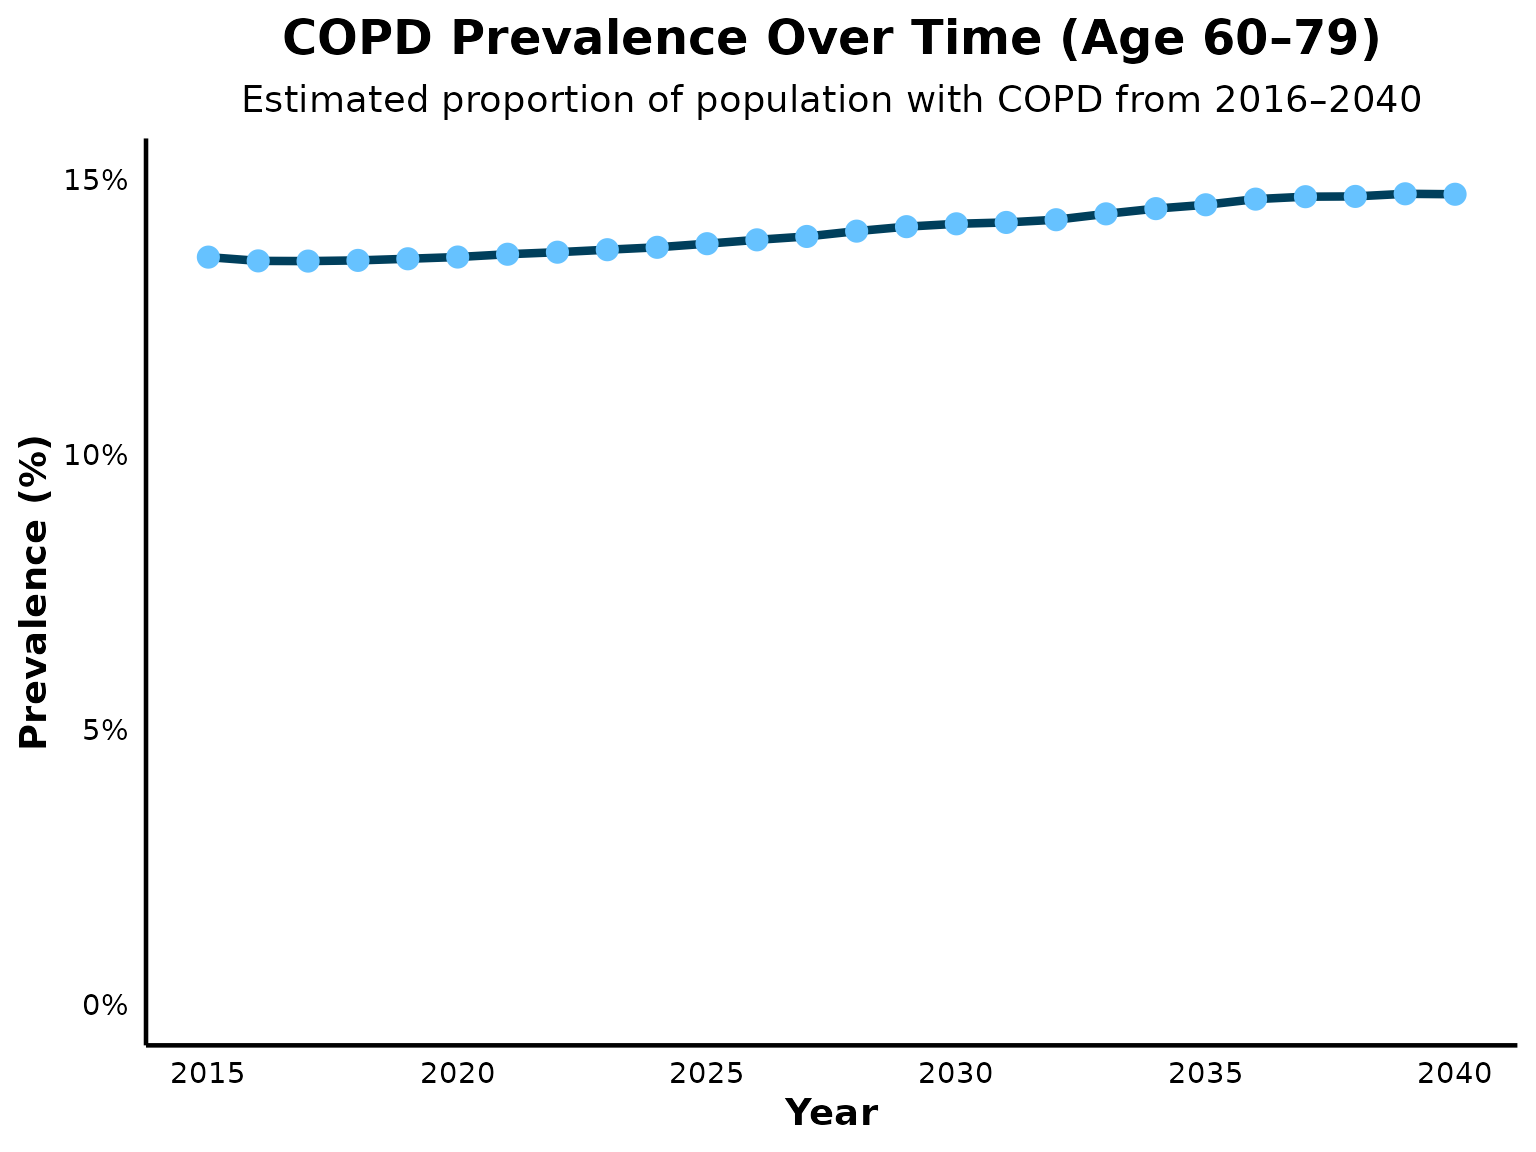 COPD Prevalence Over Time (Age 60–79)
Estimated proportion of population with COPD from 2016–2040
Prevalence (%)
15%
10%
5%
0%
2015 2020 2025 2030 2035 2040
Year